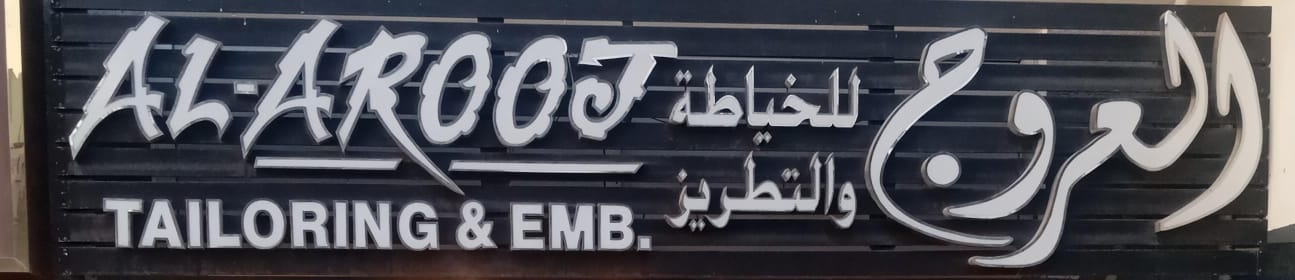 AL-AROOJ
TAILORING & EMB.
العروج
للخياطة
والتطريز